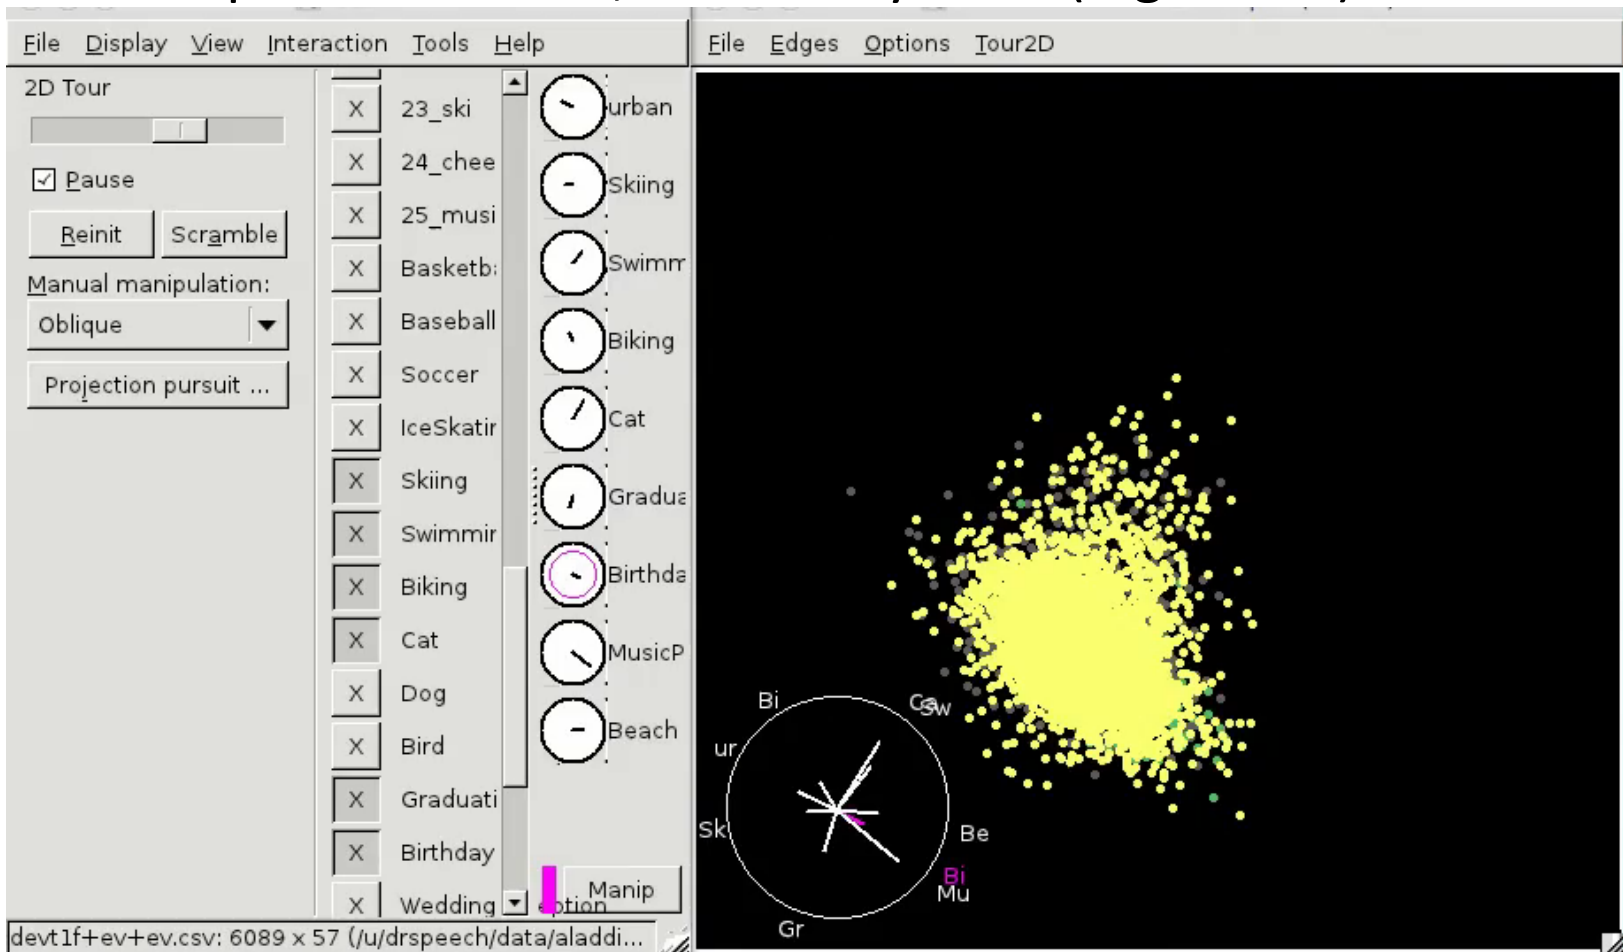 File Display View Interaction Tools Help
File Edges Options Tour2D
2D Tour
Pause
Reinit Scramble
Manual manipulation:
Oblique
Projection pursuit ...
X 23_ski
X 24_chee
X 25_musi
X Basketb
X Baseball
X Soccer
X IceSkatir
X Skiing
X Swimmir
X Biking
X Cat
X Dog
X Bird
X Graduati
X Birthday
X Wedding eption
urban
Skiing
Swimm
Biking
Cat
Gradua
Birthda
MusicP
Beach
Manip
Bi
Ca
Sw
ur
Sk
Be
Bi
Mu
Gr
devt1f+ev+ev.csv: 6089 x 57 (/u/drspeech/data/aladdi...